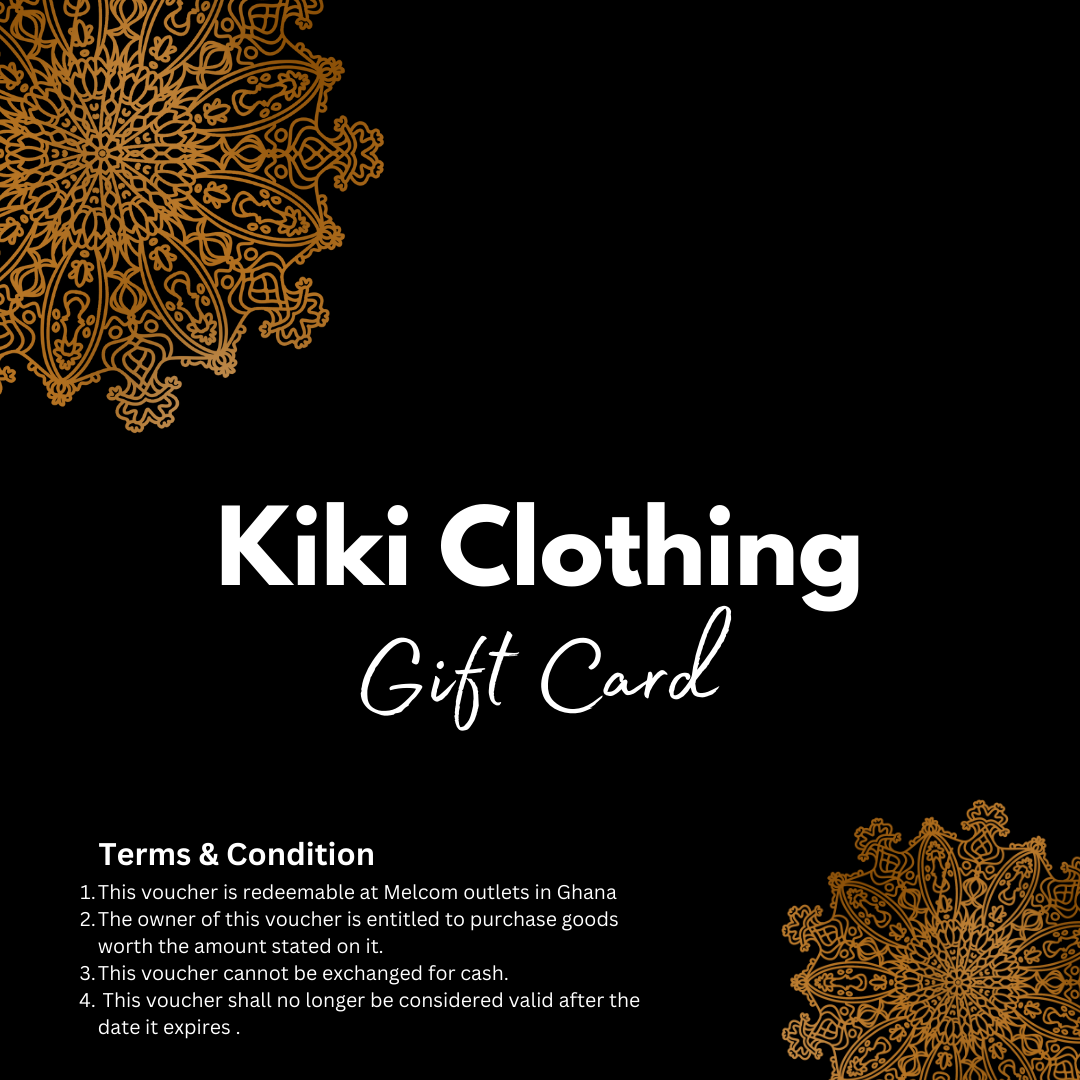 Kiki Clothing
Gift Card
Terms & Condition
1. This voucher is redeemable at Melcom outlets in Ghana
2. The owner of this voucher is entitled to purchase goods
worth the amount stated on it.
3. This voucher cannot be exchanged for cash.
4. This voucher shall no longer be considered valid after the
date it expires .